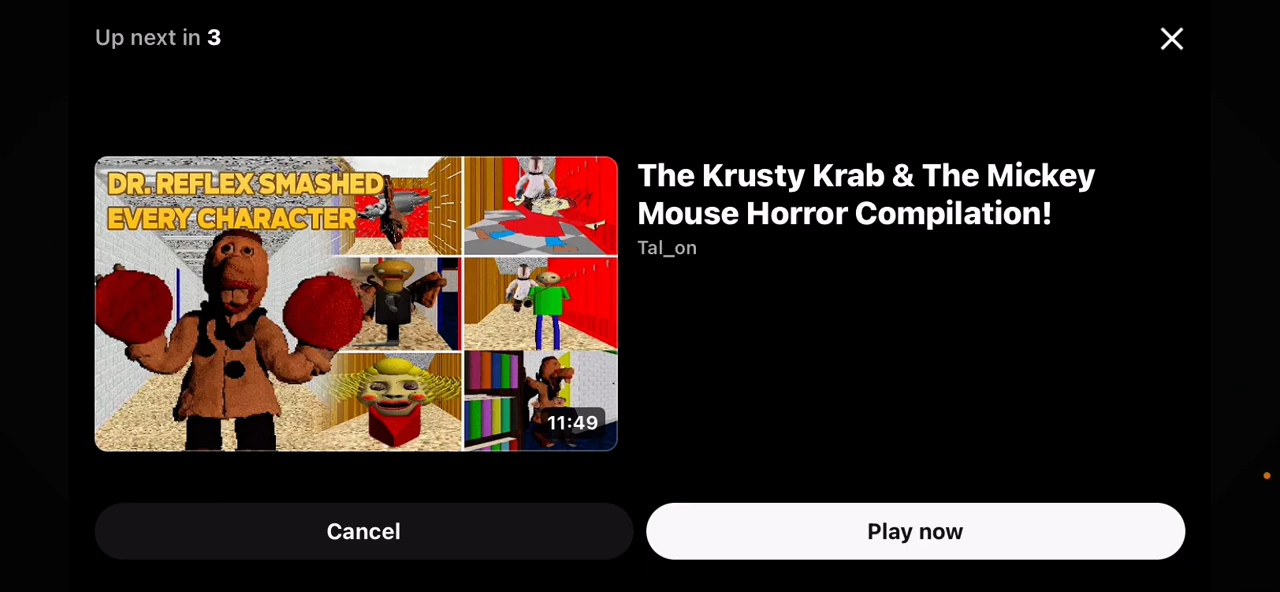 Up next in 3
DR. REFLEX SMASHED
EVERY CHARACTER
11:49
The Krusty Krab & The Mickey
Mouse Horror Compilation!
Tal_on
Cancel
Play now